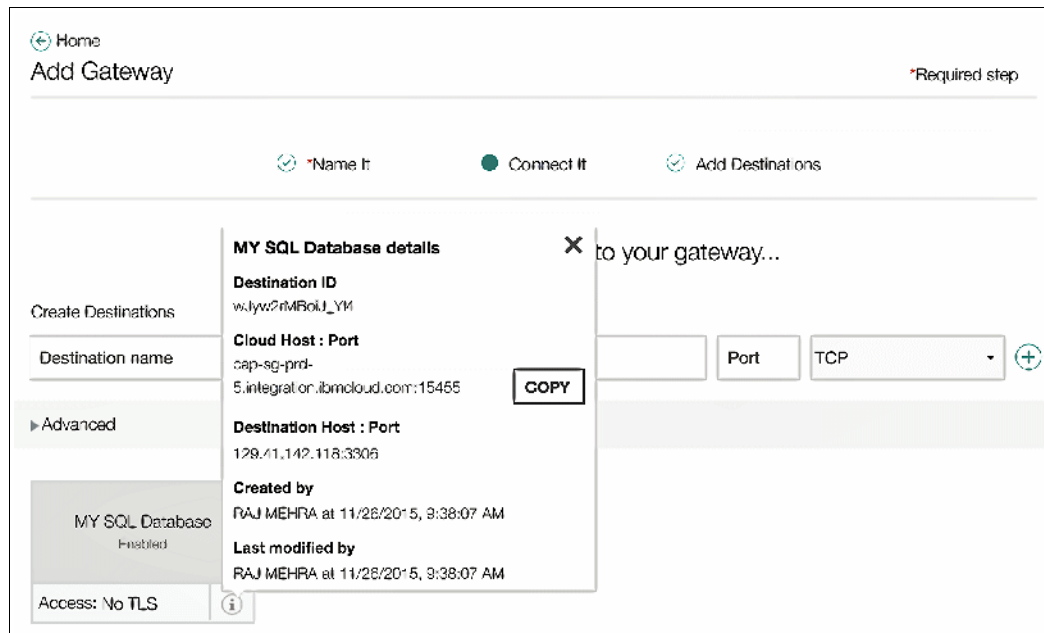 Home
Add Gateway
*Required step
*Name It
Connect It
Add Destinations
to your gateway...
Create Destinations
Destination name
Port
TCP
Advanced
MY SQL Database
Enabled
Access: No TLS
MY SQL Database details
Destination ID
Cloud Host : Port
cap-sg-prd-
5.integration.ibmcloud.com:15455
COPY
Destination Host : Port
129.41.142.118:3306
Created by
RAJ MEHRA at 11/26/2015, 9:38:07 AM
Last modified by
RAJ MEHRA at 11/26/2015, 9:38:07 AM